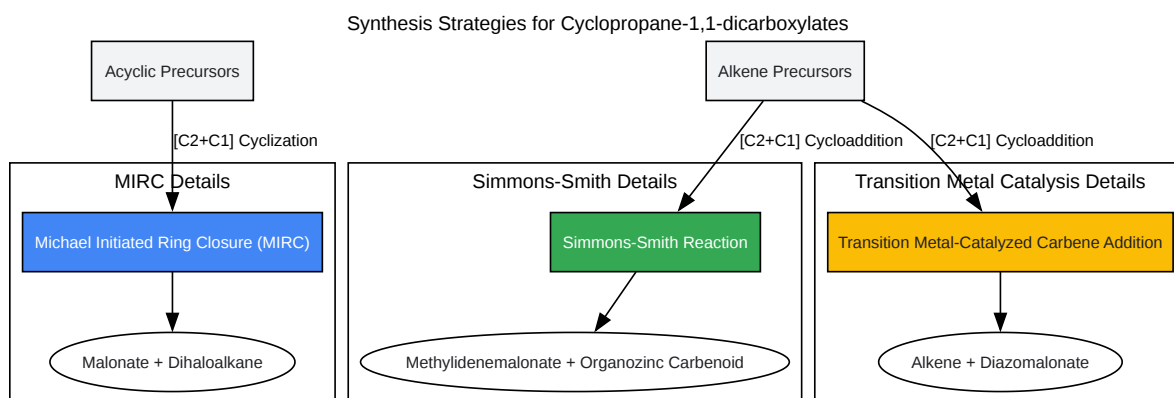 Synthesis Strategies for Cyclopropane-1,1-dicarboxylates
Acyclic Precursors
Alkene Precursors
[C2+C1] Cyclization
[C2+C1] Cycloaddition
[C2+C1] Cycloaddition
MIRC Details
Simmons-Smith Details
Transition Metal Catalysis Details
Michael Initiated Ring Closure (MIRC)
Simmons-Smith Reaction
Transition Metal-Catalyzed Carbene Addition
Malonate + Dihaloalkane
Methylidenemalonate + Organozinc Carbenoid
Alkene + Diazomalonate